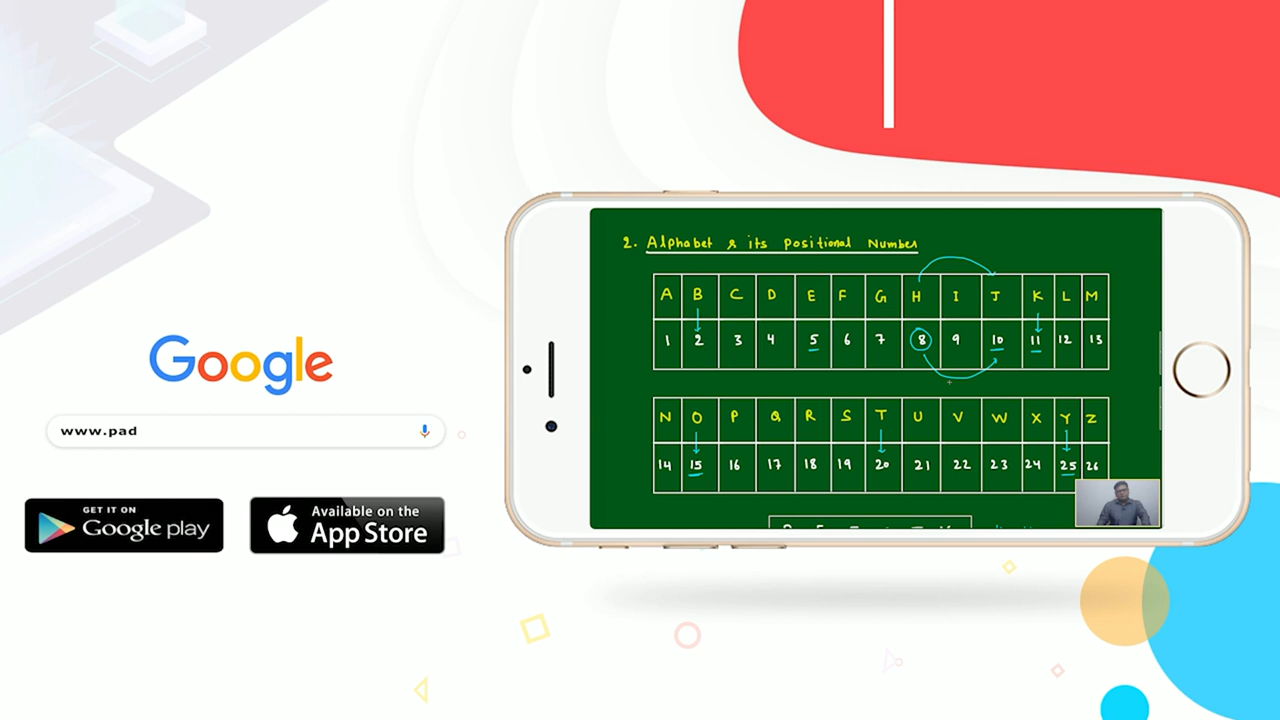 Google
www.pad
GET IT ON
Google play
Available on the
App Store
2. Alphabet & its Positional Number
A B C D E F G H I J K L M
1 2 3 4 5 6 7 8 9 10 11 12 13
N O P Q R S T U V W X Y Z
14 15 16 17 18 19 20 21 22 23 24 25 26